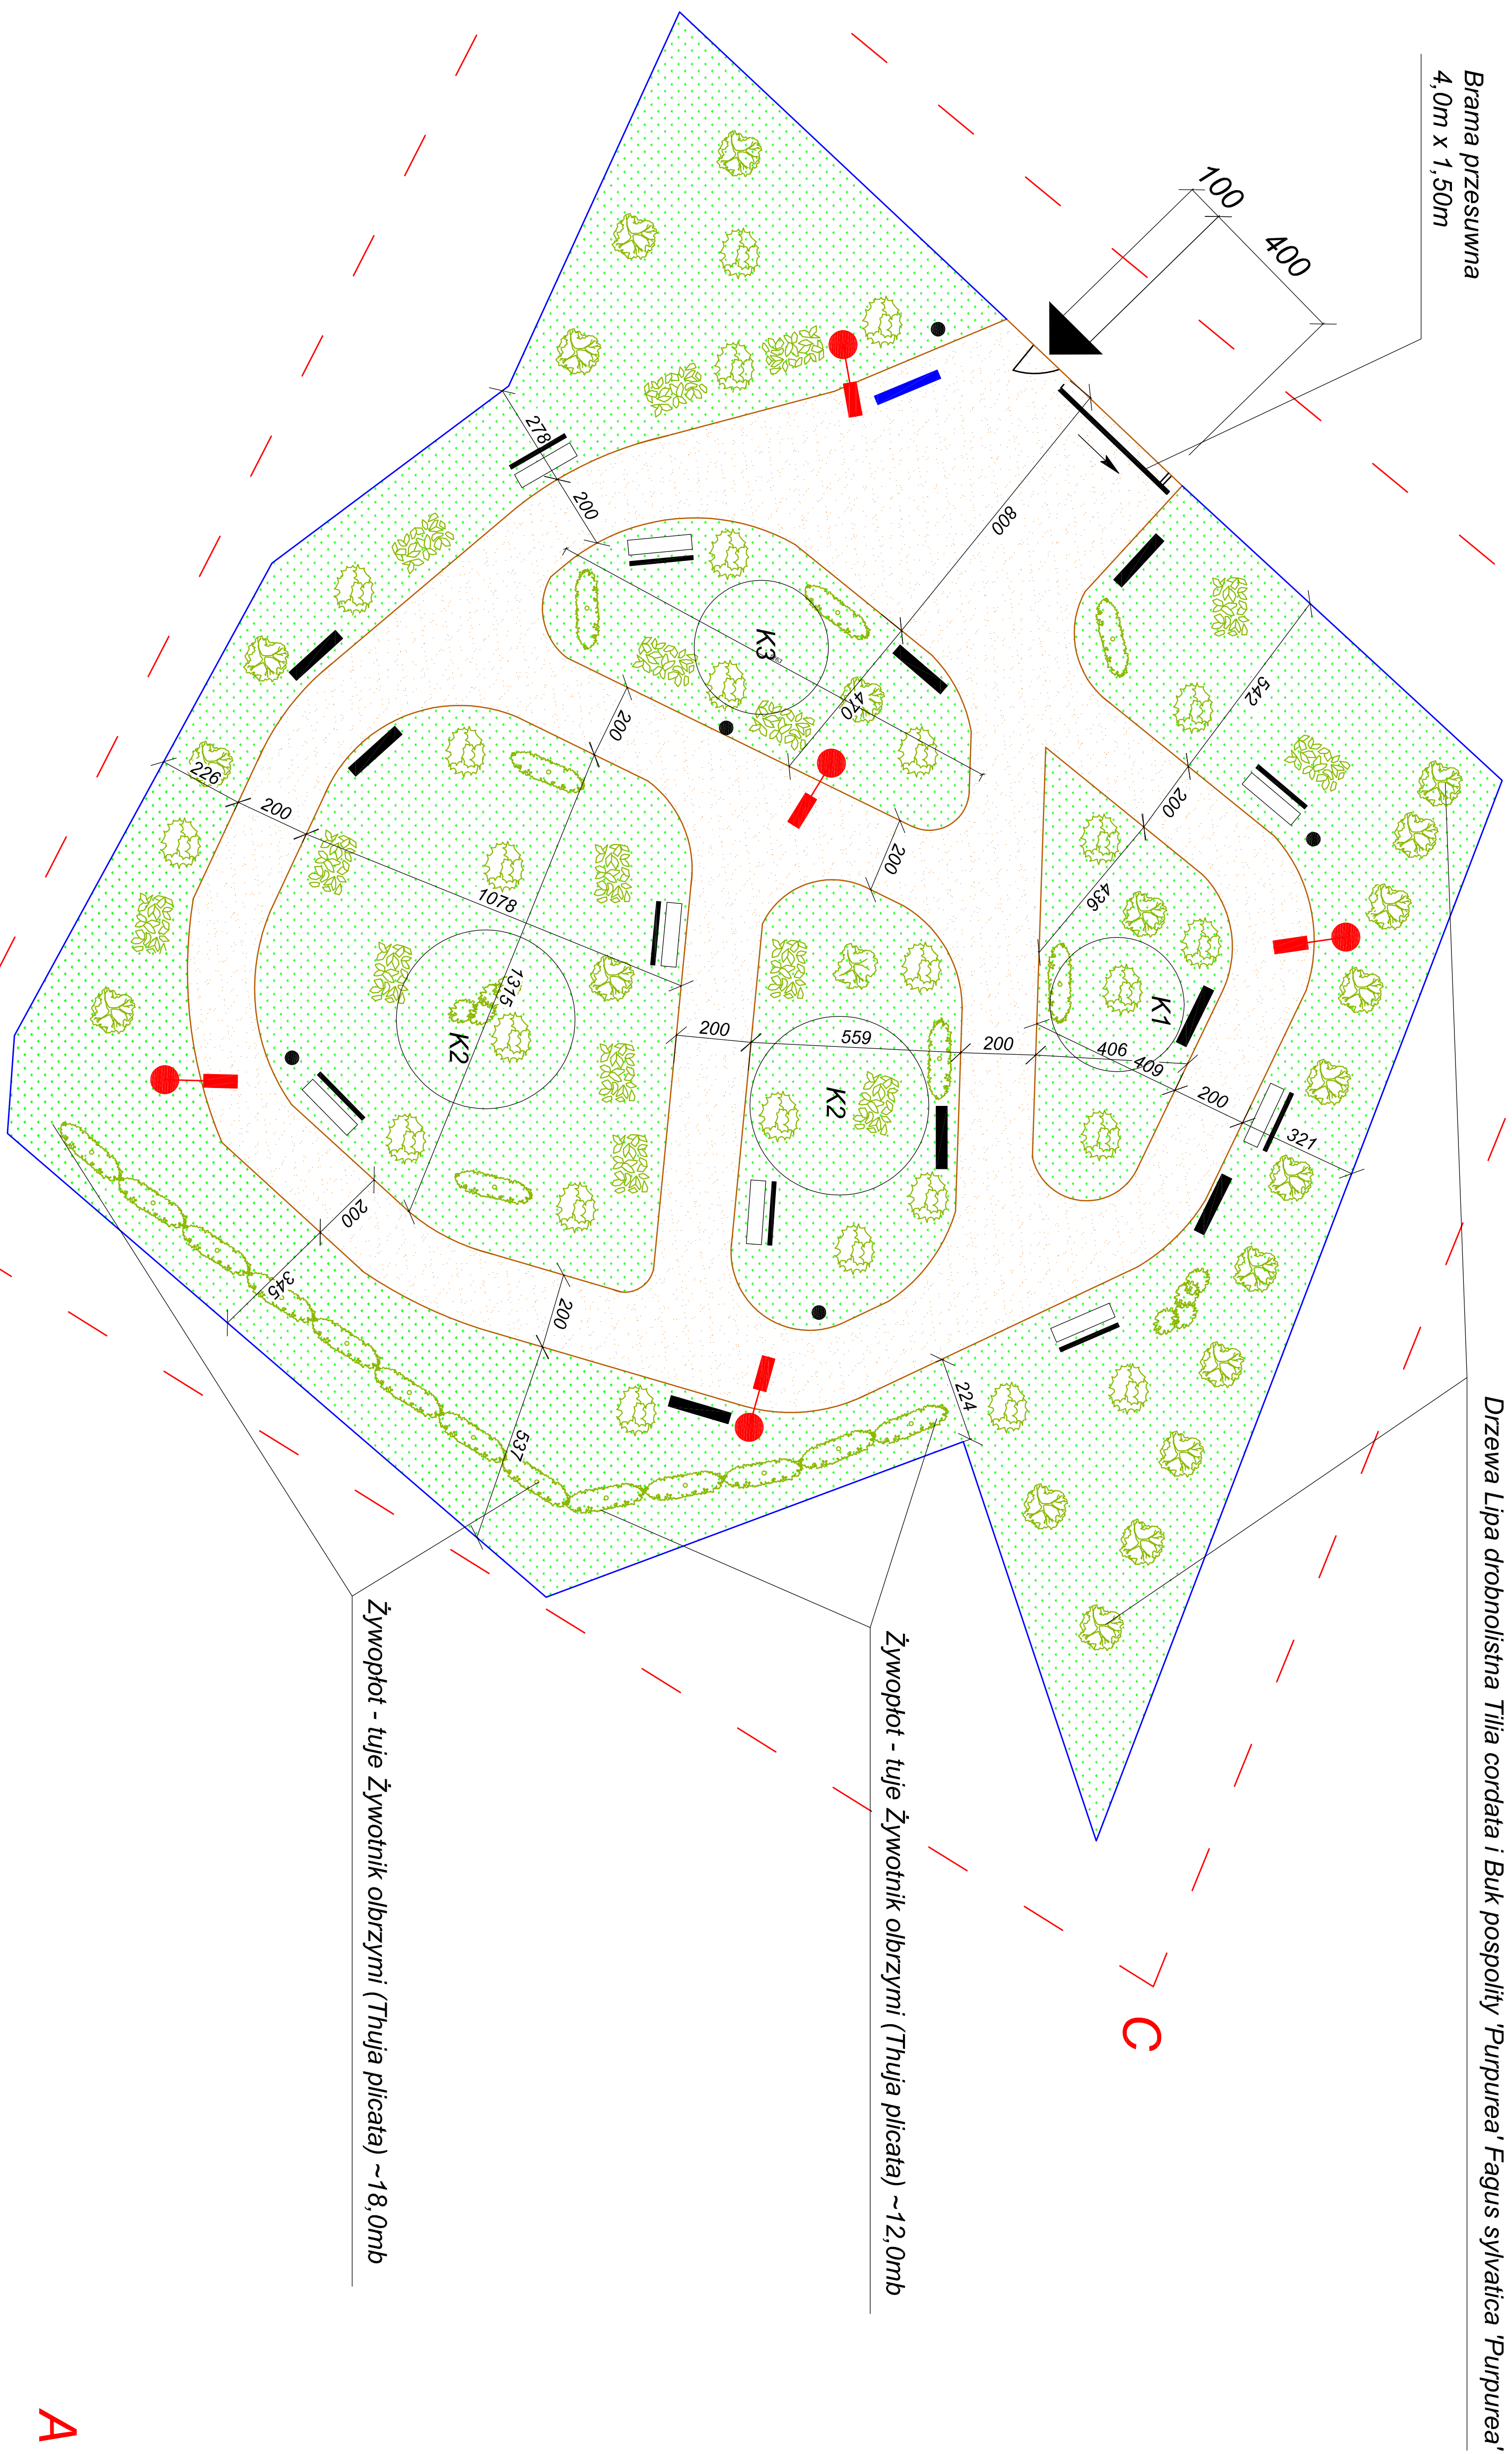 Brama przesuwna
4,0m x 1,50m
100
400
800
278
200
542
K3
470
200
200
226
200
200
436
1078
1315
K2
K1
200
559
200
406
409
200
321
K2
200
345
200
224
537
Drzewa Lipa drobnolistna Tilia cordata i Buk pospolity 'Purpurea' Fagus sylvatica 'Purpurea'
Żywopłot - tuje Żywotnik olbrzymi (Thuja plicata) ~12,0mb
Żywopłot - tuje Żywotnik olbrzymi (Thuja plicata) ~18,0mb
C
A